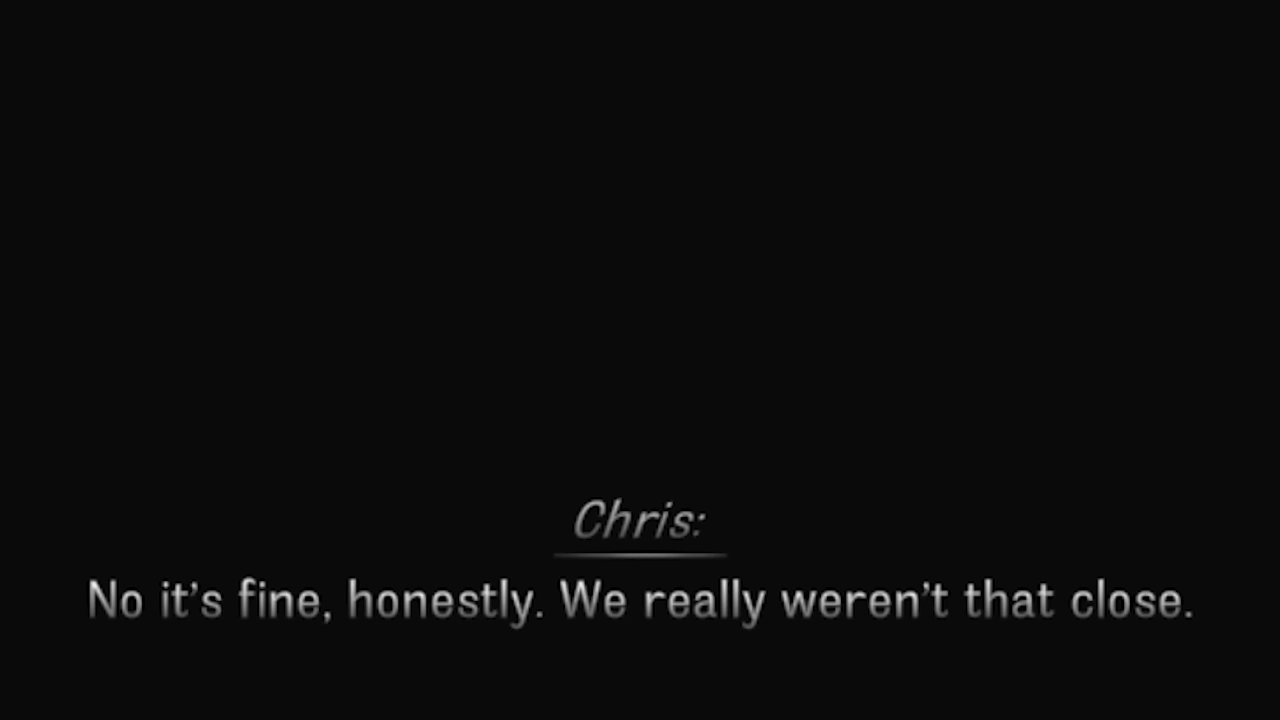 Chris:
No it’s fine, honestly. We really weren’t that close.